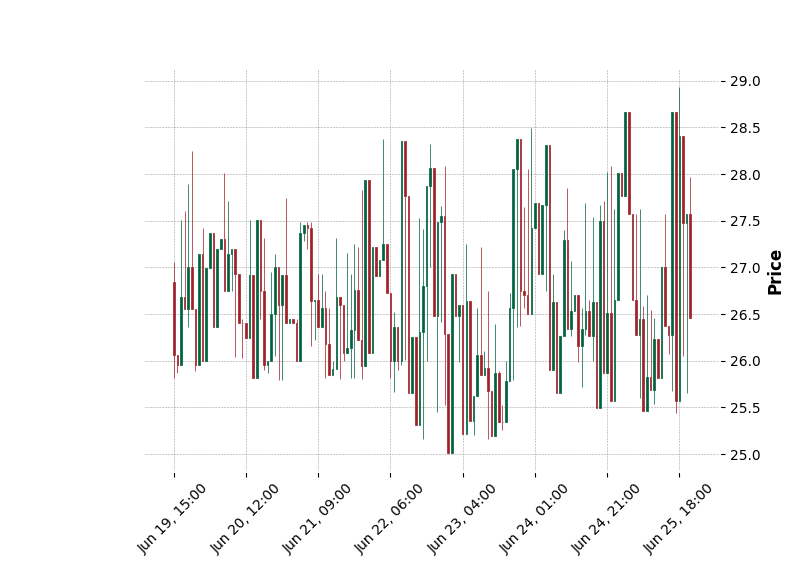 29.0
28.5
28.0
27.5
27.0
26.5
26.0
25.5
25.0
Price
Jun 19, 15:00
Jun 20, 12:00
Jun 21, 09:00
Jun 22, 06:00
Jun 23, 04:00
Jun 24, 01:00
Jun 24, 21:00
Jun 25, 18:00